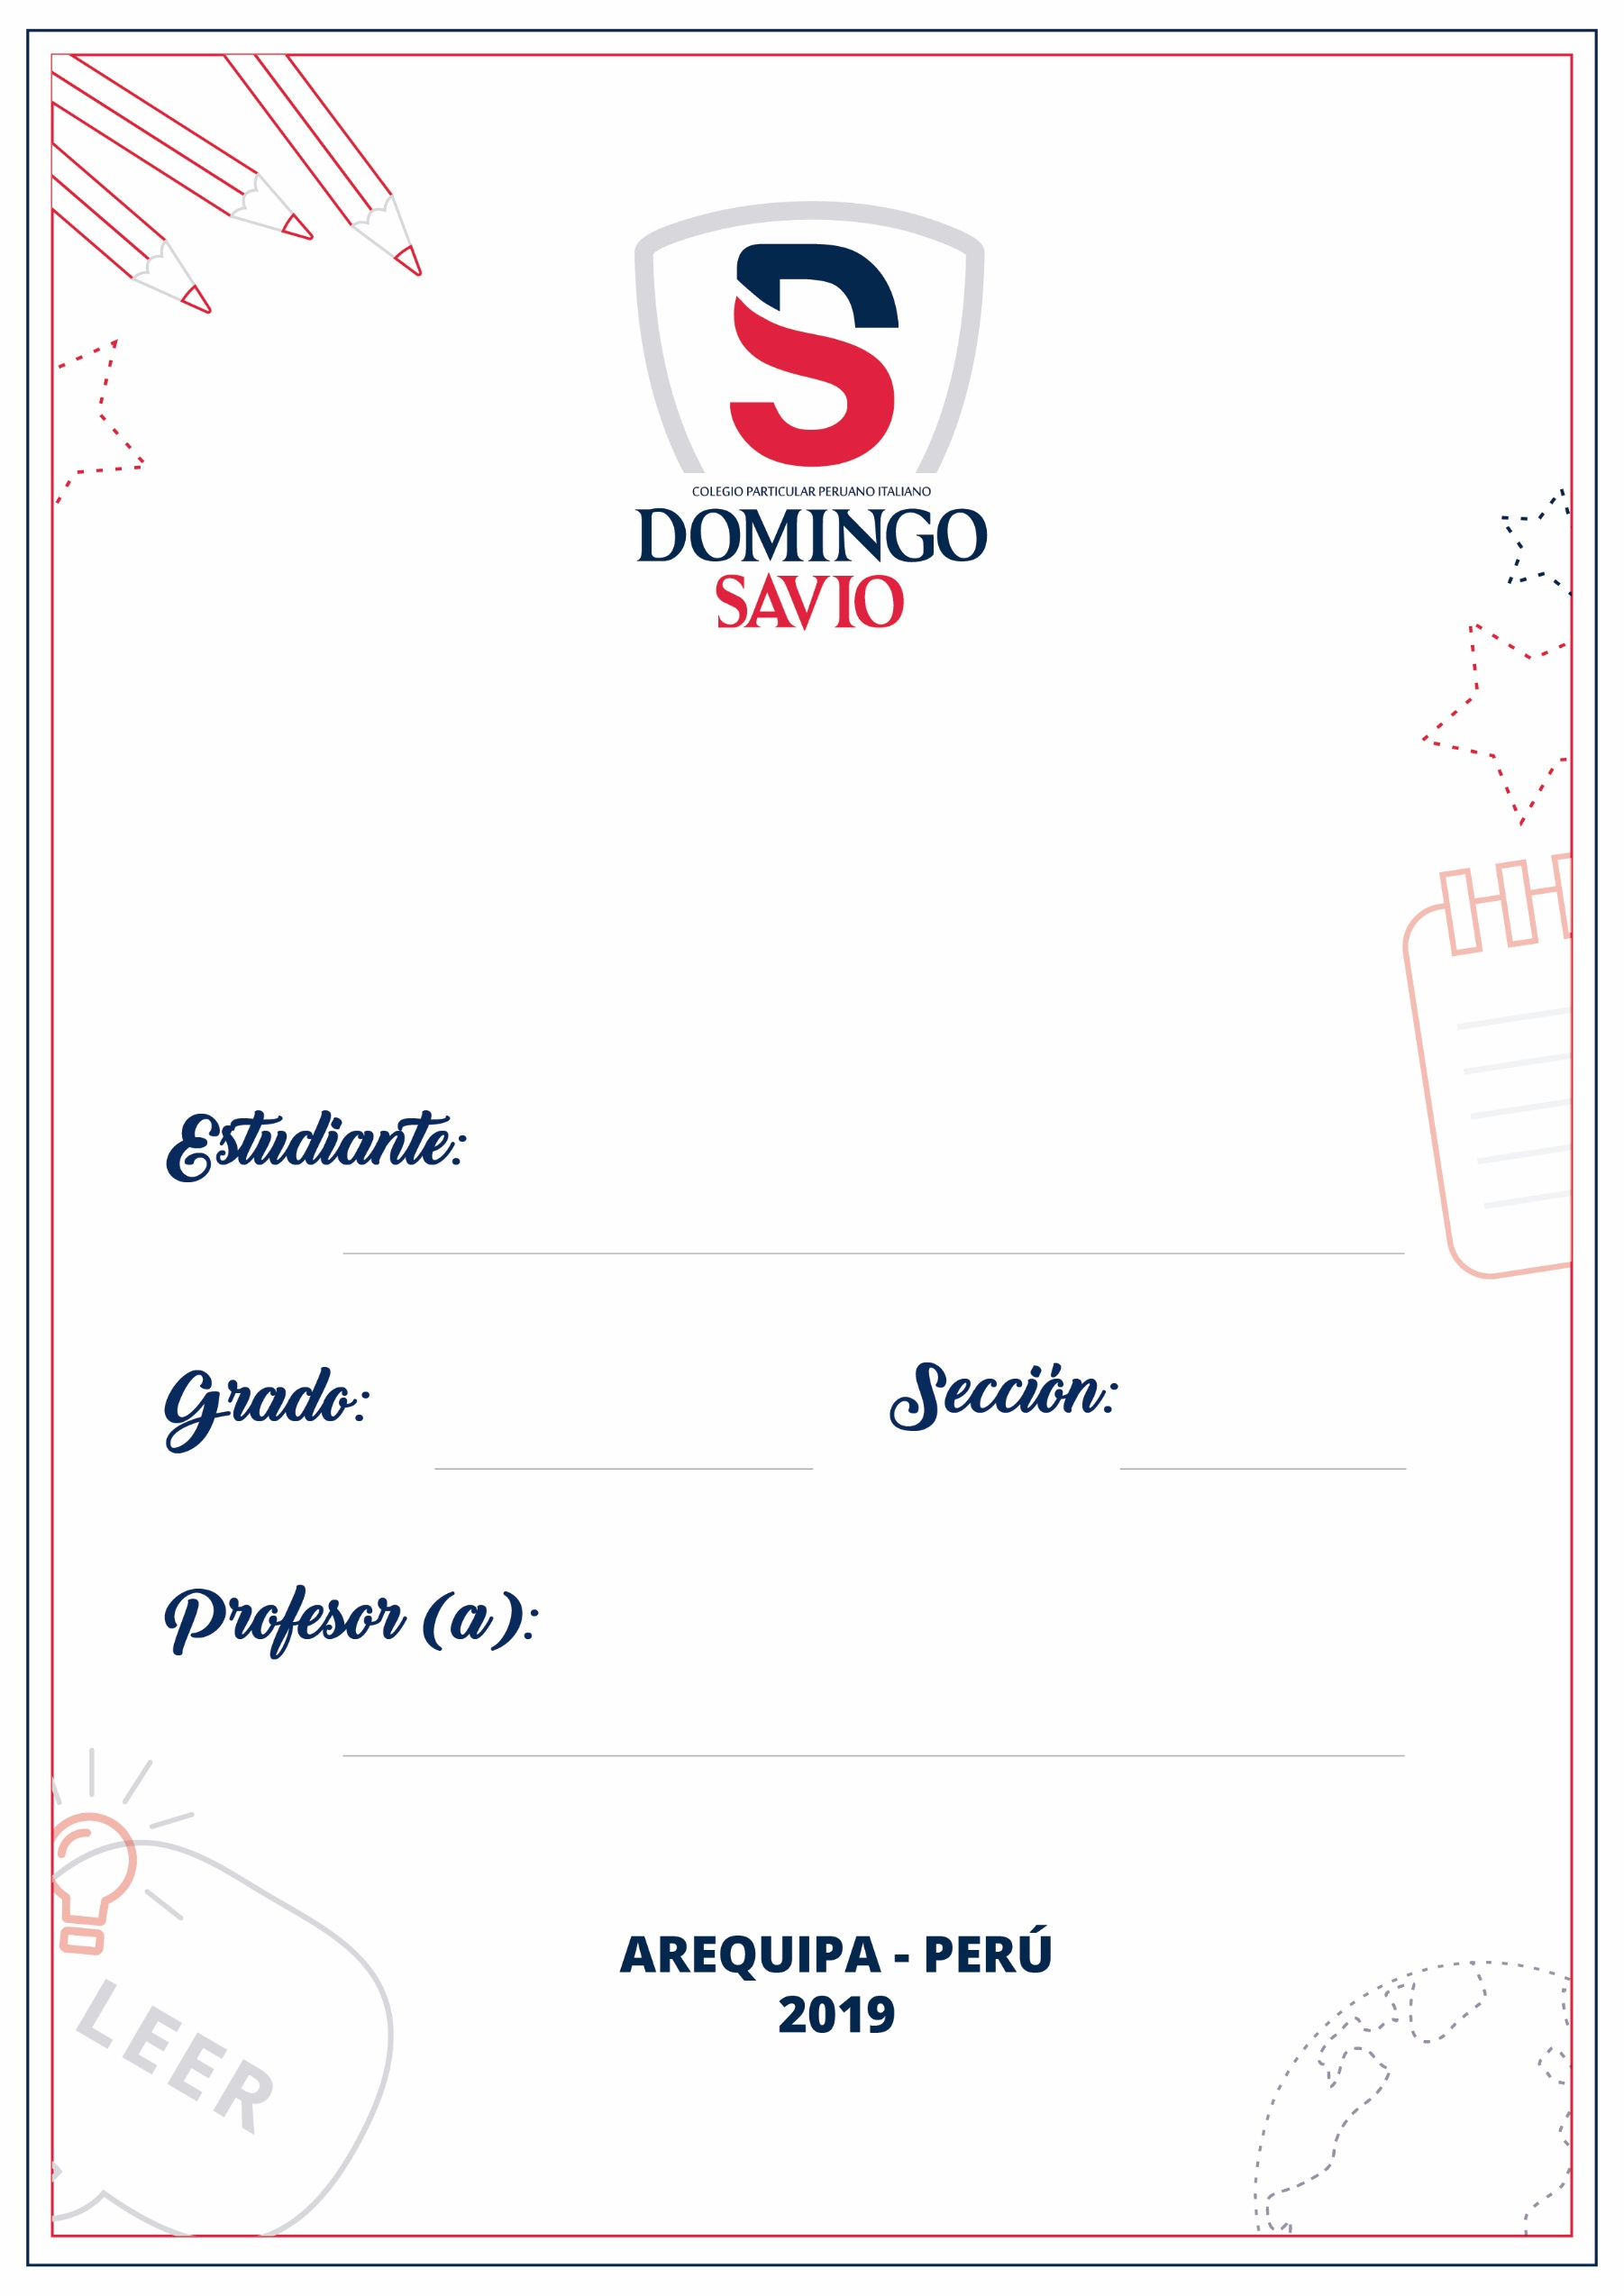 COLEGIO PARTICULAR PERUANO ITALIANO
DOMINGO
SAVIO
Estudiante:
Grado: Sección:
Profesor (a):
LEER
AREQUIPA - PERÚ
2019